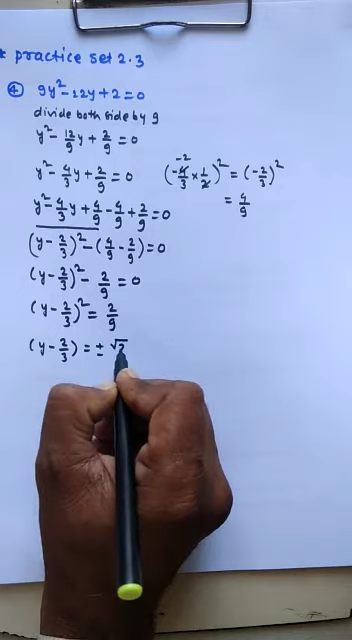 * practice set 2.3
④ 9y² - 12y + 2 = 0
divide both side by 9
y² - 12/9 y + 2/9 = 0
y² - 4/3 y + 2/9 = 0
(-4/3 × 1/2)² = (-2/3)²
-2
= 4/9
y² - 4/3 y + 4/9 - 4/9 + 2/9 = 0
(y - 2/3)² - (4/9 - 2/9) = 0
(y - 2/3)² - 2/9 = 0
(y - 2/3)² = 2/9
(y - 2/3) = ± √2